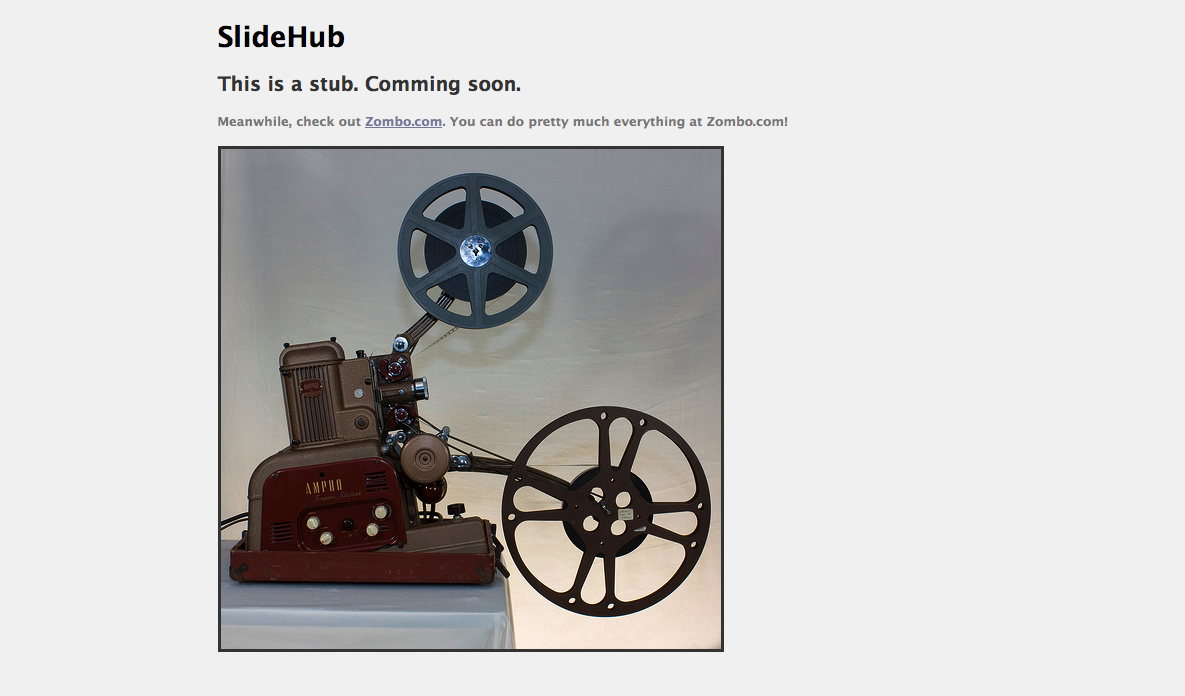 SlideHub
This is a stub. Comming soon.
Meanwhile, check out Zombo.com. You can do pretty much everything at Zombo.com!
AMPRO
Super Stylist